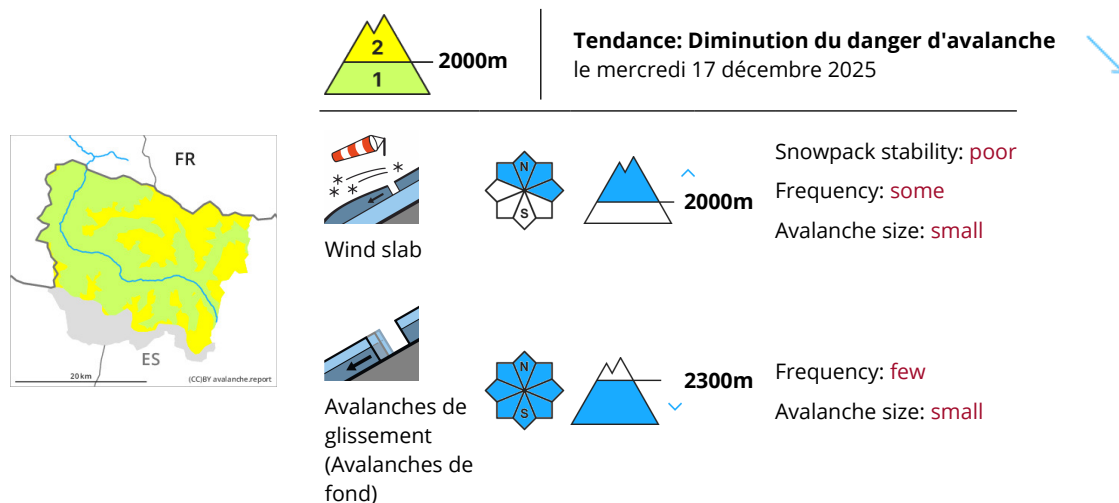 2
1
2000m
Tendance: Diminution du danger d'avalanche
le mercredi 17 décembre 2025
FR
ES
20 km
(CC)BY avalanche.report
Wind slab
N
S
2000m
Snowpack stability: poor
Frequency: some
Avalanche size: small
Avalanches de
glissement
(Avalanches de
fond)
N
S
2300m
Frequency: few
Avalanche size: small